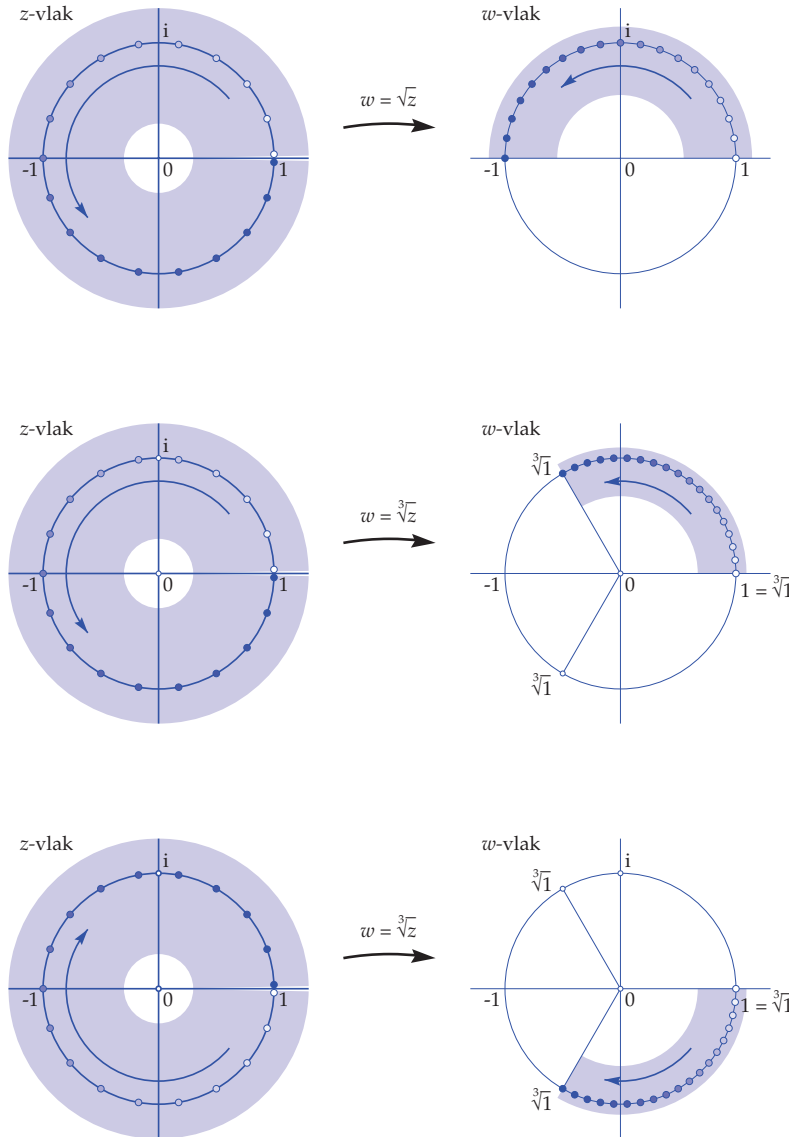 z-vlak
i
-1
0
1
w = √z
w-vlak
i
-1
0
1
z-vlak
i
-1
0
1
w = ∛z
w-vlak
∛1
-1
0
1 = ∛1
∛1
z-vlak
i
-1
0
1
w = ∛z
w-vlak
i
∛1
-1
0
1 = ∛1
∛1